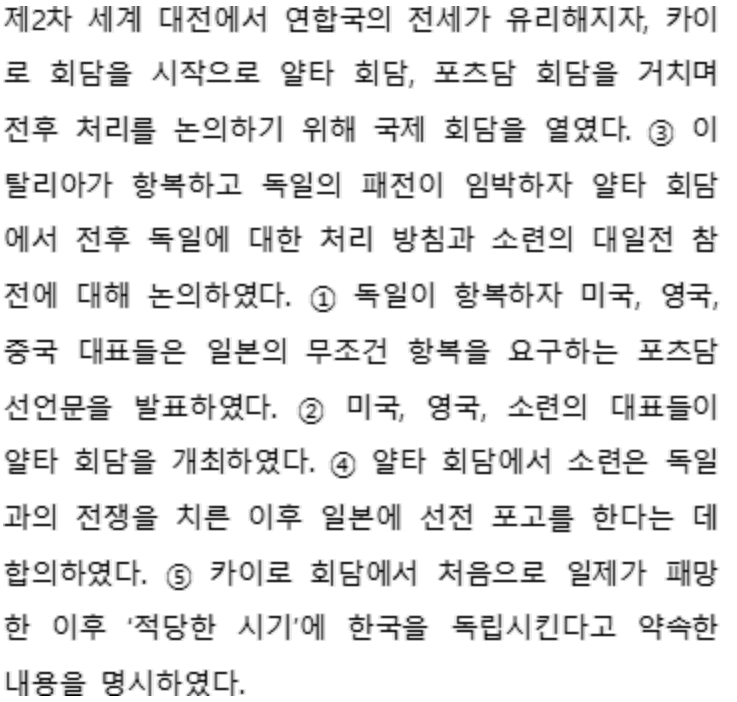 제2차 세계 대전에서 연합국의 전세가 유리해지자, 카이
로 회담을 시작으로 얄타 회담, 포츠담 회담을 거치며
전후 처리를 논의하기 위해 국제 회담을 열였다. ③ 이
탈리아가 항복하고 독일의 패전이 임박하자 얄타 회담
에서 전후 독일에 대한 처리 방침과 소련의 대일전 참
전에 대해 논의하였다. ① 독일이 항복하자 미국, 영국,
중국 대표들은 일본의 무조건 항복을 요구하는 포츠담
선언문을 발표하였다. ② 미국, 영국, 소련의 대표들이
얄타 회담을 개최하였다. ④ 얄타 회담에서 소련은 독일
과의 전쟁을 치른 이후 일본에 선전 포고를 한다는 데
합의하였다. ⑤ 카이로 회담에서 처음으로 일제가 패망
한 이후 ‘적당한 시기’에 한국을 독립시킨다고 약속한
내용을 명시하였다.